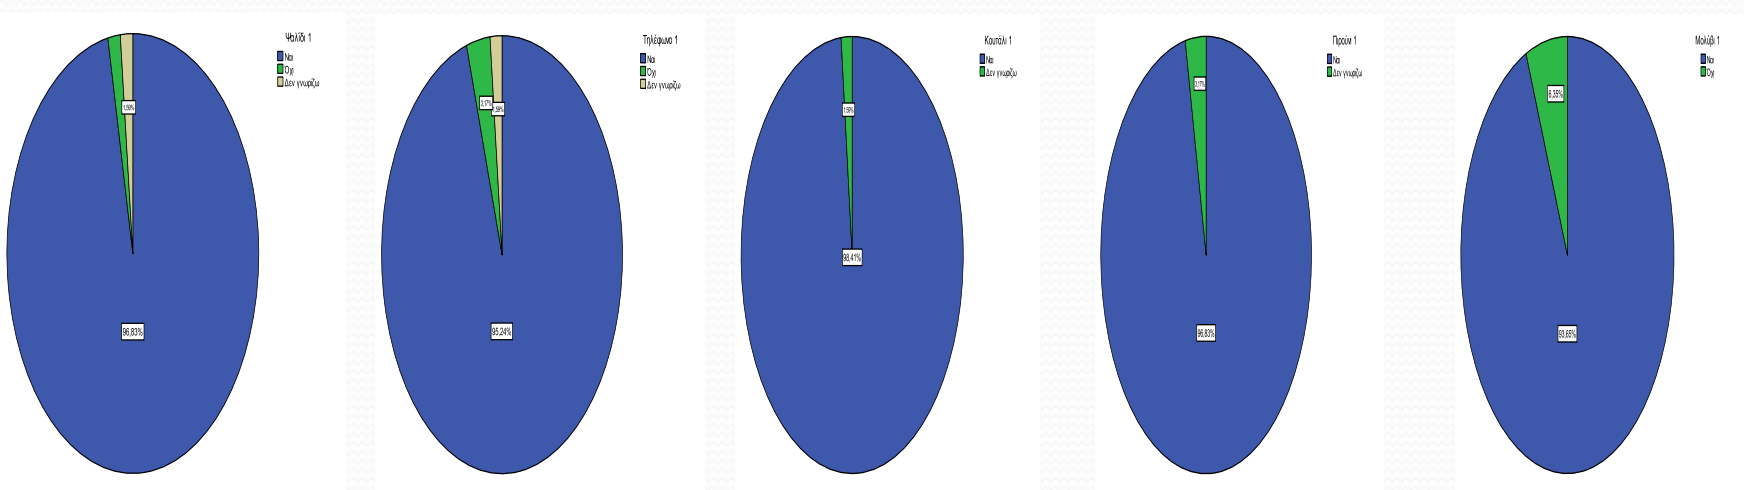 Ψαλίδι 1
Ναι
Όχι
Δεν γνωρίζω
1,59%
96,83%
Τηλέφωνο 1
Ναι
Όχι
Δεν γνωρίζω
3,17%
1,59%
95,24%
Κουτάλι 1
Ναι
Δεν γνωρίζω
1,59%
98,41%
Πιρούνι 1
Ναι
Δεν γνωρίζω
3,17%
96,83%
Μολύβι 1
Ναι
Όχι
6,35%
93,65%